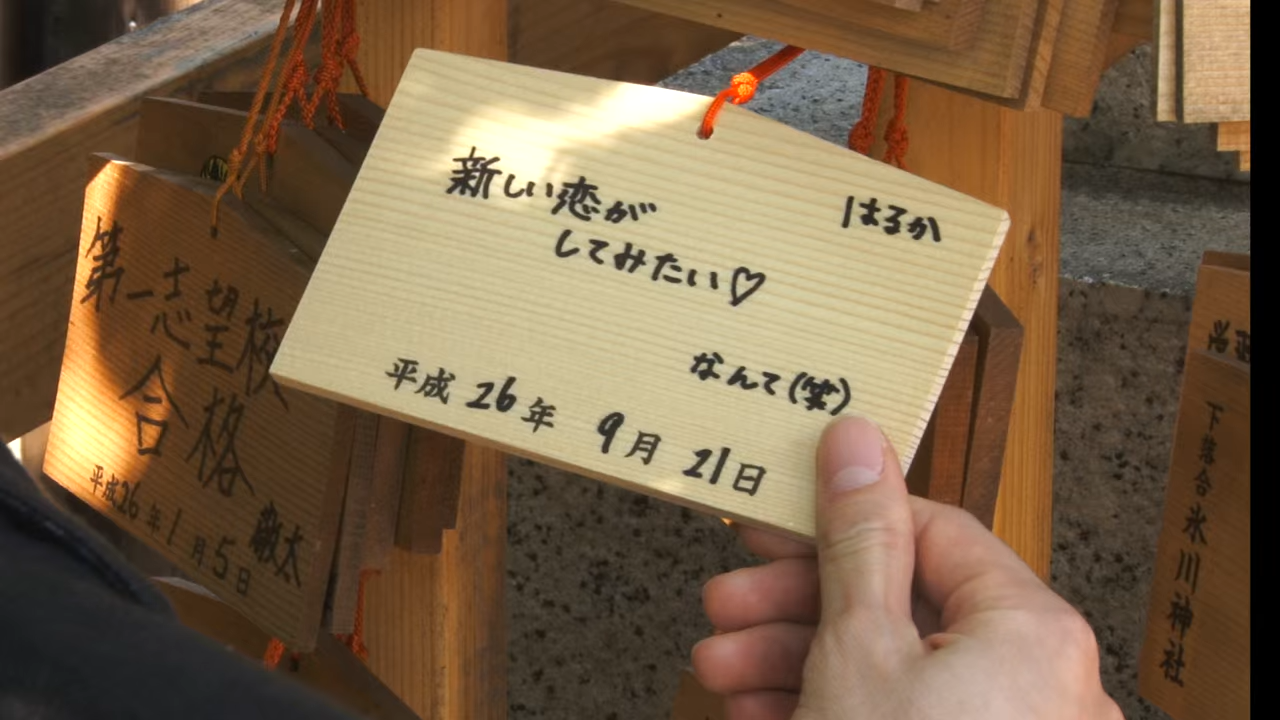 新しい恋が
してみたい♡
はるか
なんて(笑)
平成 26年 9月 21日
第一志望校
合格
敏太
平成26年1月5日
下落合氷川神社